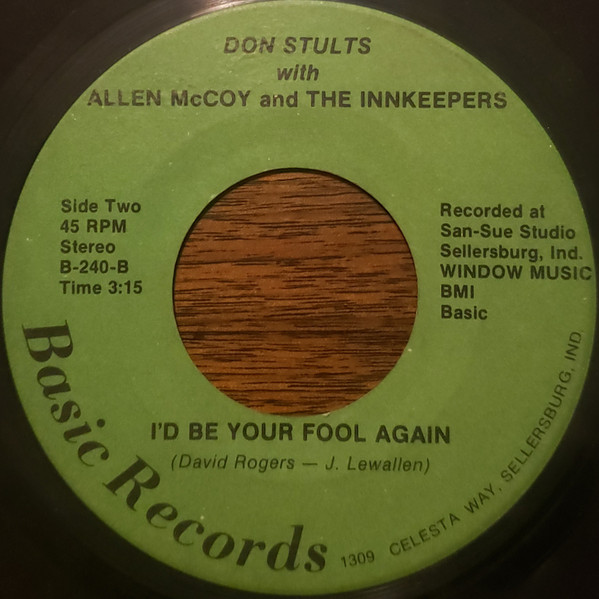 DON STULTS
with
ALLEN McCOY and THE INNKEEPERS
Side Two
45 RPM
Stereo
B-240-B
Time 3:15
Recorded at
San-Sue Studio
Sellersburg, Ind.
WINDOW MUSIC
BMI
Basic
I'D BE YOUR FOOL AGAIN
(David Rogers — J. Lewallen)
Basic Records
1309 CELESTA WAY, SELLERSBURG, IND.